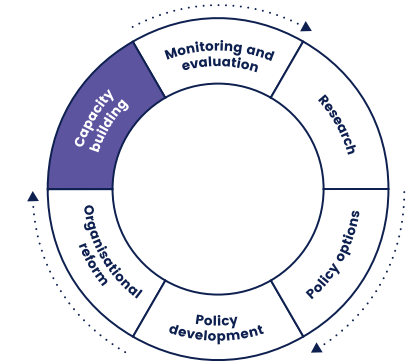 Monitoring and
evaluation
Research
Policy options
Policy
development
Organisational
reform
Capacity
building